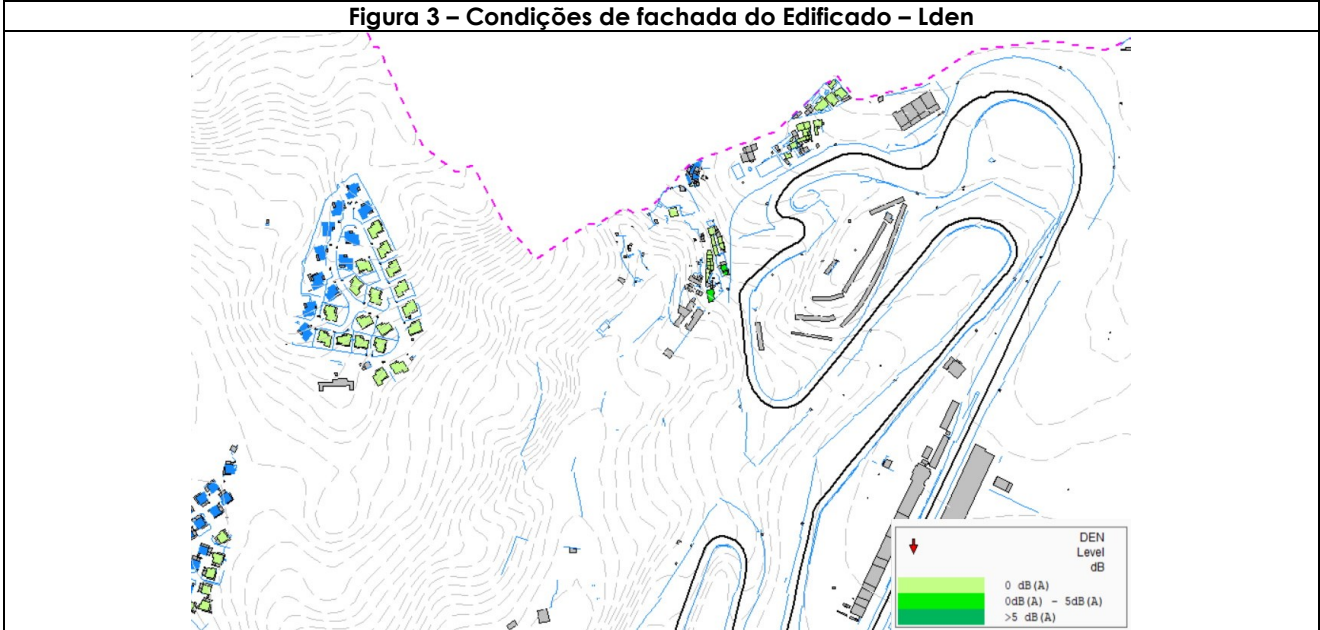 Figura 3 – Condições de fachada do Edificado – Lden
DEN
Level
dB
0 dB(A)
0dB(A) - 5dB(A)
>5 dB(A)